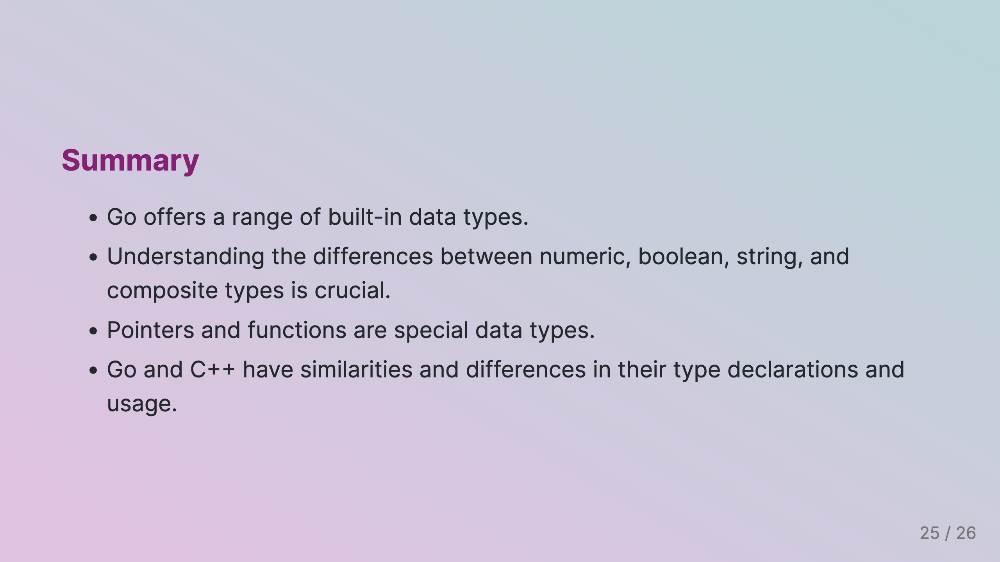 Summary
• Go offers a range of built-in data types.
• Understanding the differences between numeric, boolean, string, and
composite types is crucial.
• Pointers and functions are special data types.
• Go and C++ have similarities and differences in their type declarations and
usage.
25 / 26